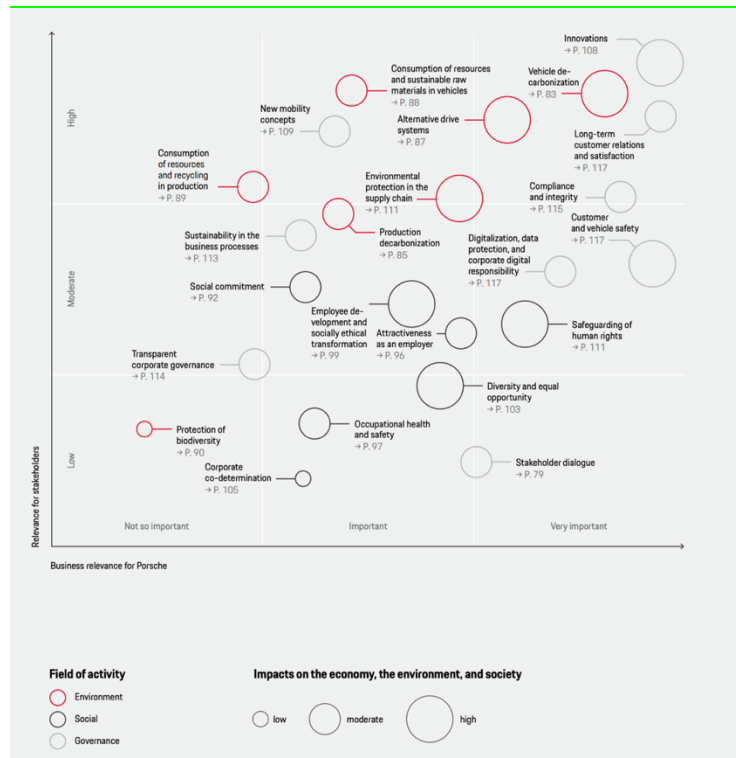 Innovations
→ P. 108
Consumption of resources
and sustainable raw
materials in vehicles
→ P. 88
Vehicle de-
carbonization
→ P. 83
High
New mobility
concepts
→ P. 109
Alternative drive
systems
→ P. 87
Long-term
customer relations
and satisfaction
→ P. 117
Consumption
of resources
and recycling
in production
→ P. 89
Environmental
protection in the
supply chain
→ P. 111
Compliance
and integrity
→ P. 115
Customer
and vehicle safety
→ P. 117
Sustainability in the
business processes
→ P. 113
Production
decarbonization
→ P. 85
Digitalization, data
protection, and
corporate digital
responsibility
→ P. 117
Moderate
Social commitment
→ P. 92
Employee de-
velopment and
socially ethical
transformation
→ P. 99
Attractiveness
as an employer
→ P. 96
Safeguarding of
human rights
→ P. 111
Transparent
corporate governance
→ P. 114
Diversity and equal
opportunity
→ P. 103
Protection of
biodiversity
→ P. 90
Occupational health
and safety
→ P. 97
Low
Corporate
co-determination
→ P. 105
Stakeholder dialogue
→ P. 79
Relevance for stakeholders
Not so important
Important
Very important
Business relevance for Porsche
Field of activity
Environment
Social
Governance
Impacts on the economy, the environment, and society
low
moderate
high